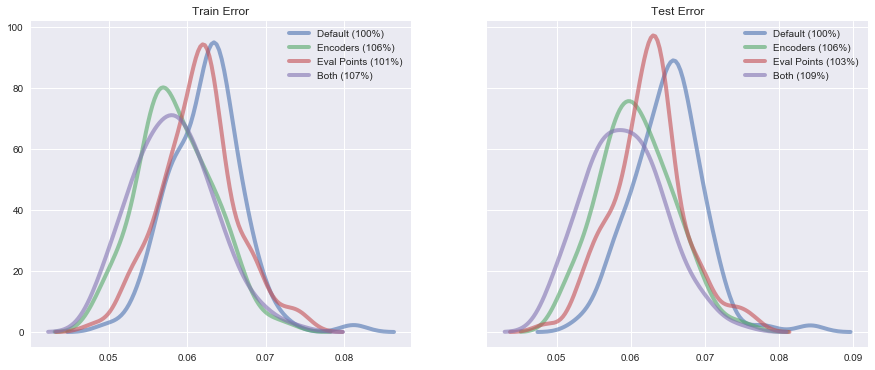 Train Error
Test Error
100
80
60
40
20
0
Default (100%)
Encoders (106%)
Eval Points (101%)
Both (107%)
0.05
0.06
0.07
0.08
Default (100%)
Encoders (106%)
Eval Points (103%)
Both (109%)
0.05
0.06
0.07
0.08
0.09